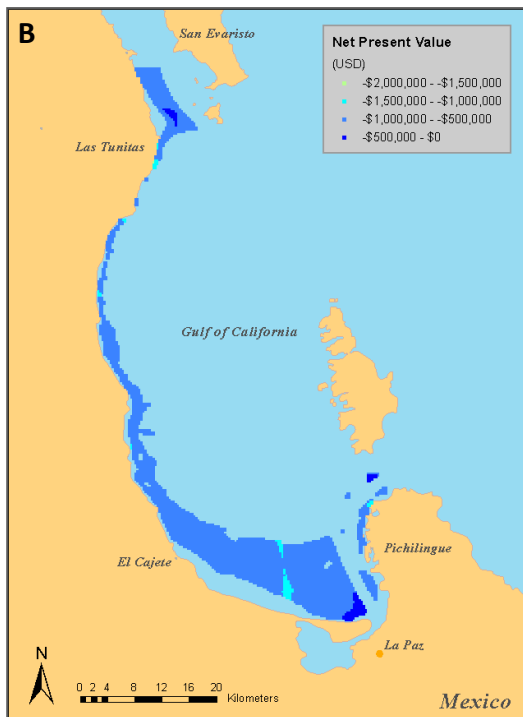 B
San Evaristo
Net Present Value
(USD)
-$2,000,000 - -$1,500,000
-$1,500,000 - -$1,000,000
-$1,000,000 - -$500,000
-$500,000 - $0
Las Tunitas
Gulf of California
El Cajete
Pichilingue
La Paz
N
0 2 4 8 12 16 20
Kilometers
Mexico